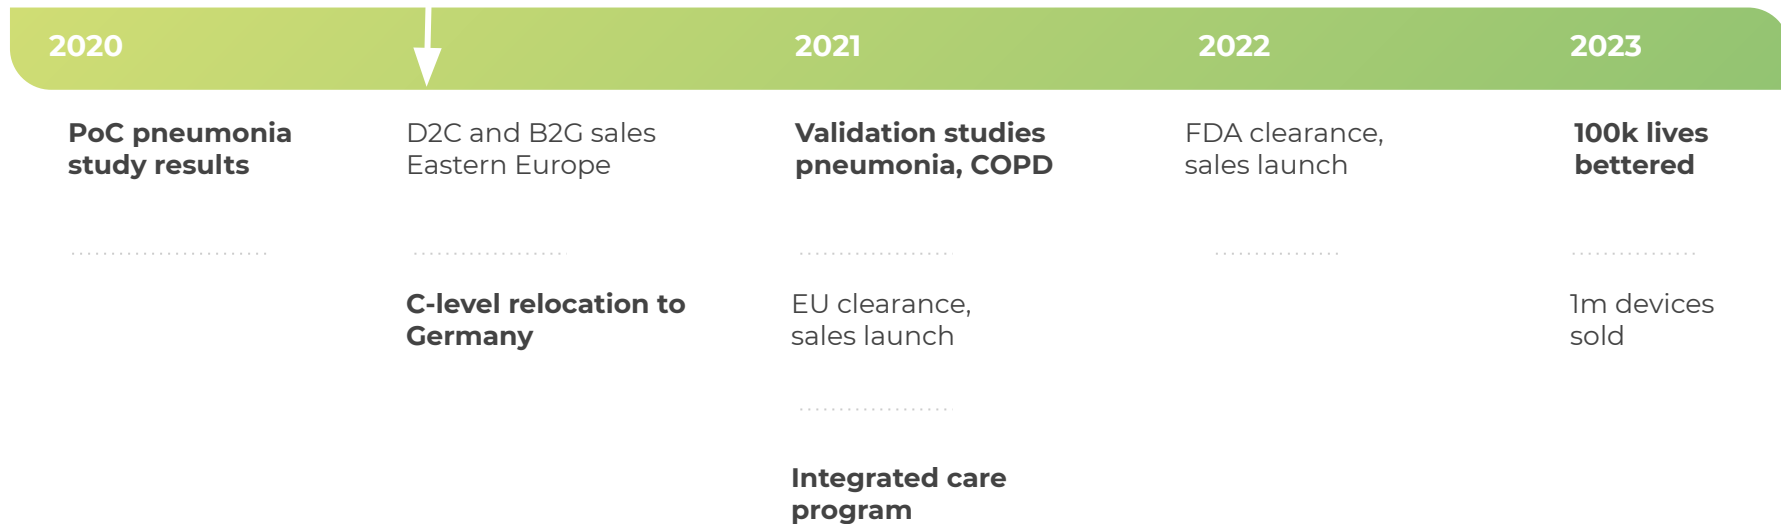 2020
2021
2022
2023
PoC pneumonia
study results
D2C and B2G sales
Eastern Europe
C-level relocation to
Germany
Validation studies
pneumonia, COPD
EU clearance,
sales launch
Integrated care
program
FDA clearance,
sales launch
100k lives
bettered
1m devices
sold